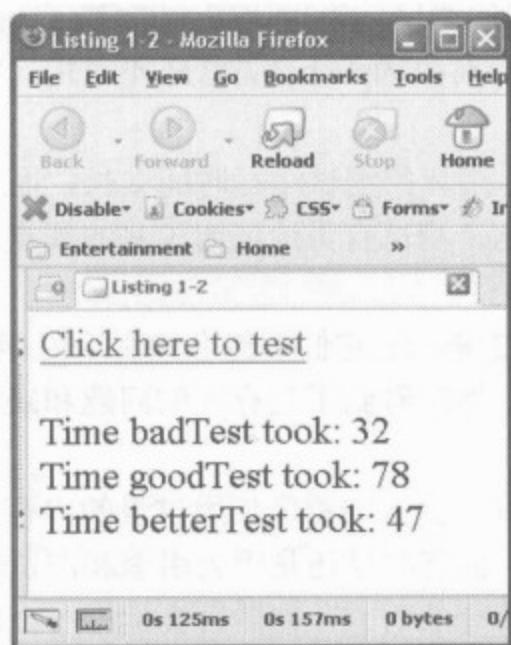 Listing 1-2 - Mozilla Firefox
File Edit View Go Bookmarks Tools Help
Back Forward Reload Stop Home
Disable Cookies CSS Forms
Entertainment Home »
Listing 1-2
Click here to test
Time badTest took: 32
Time goodTest took: 78
Time betterTest took: 47
0s 125ms 0s 157ms 0 bytes 0/